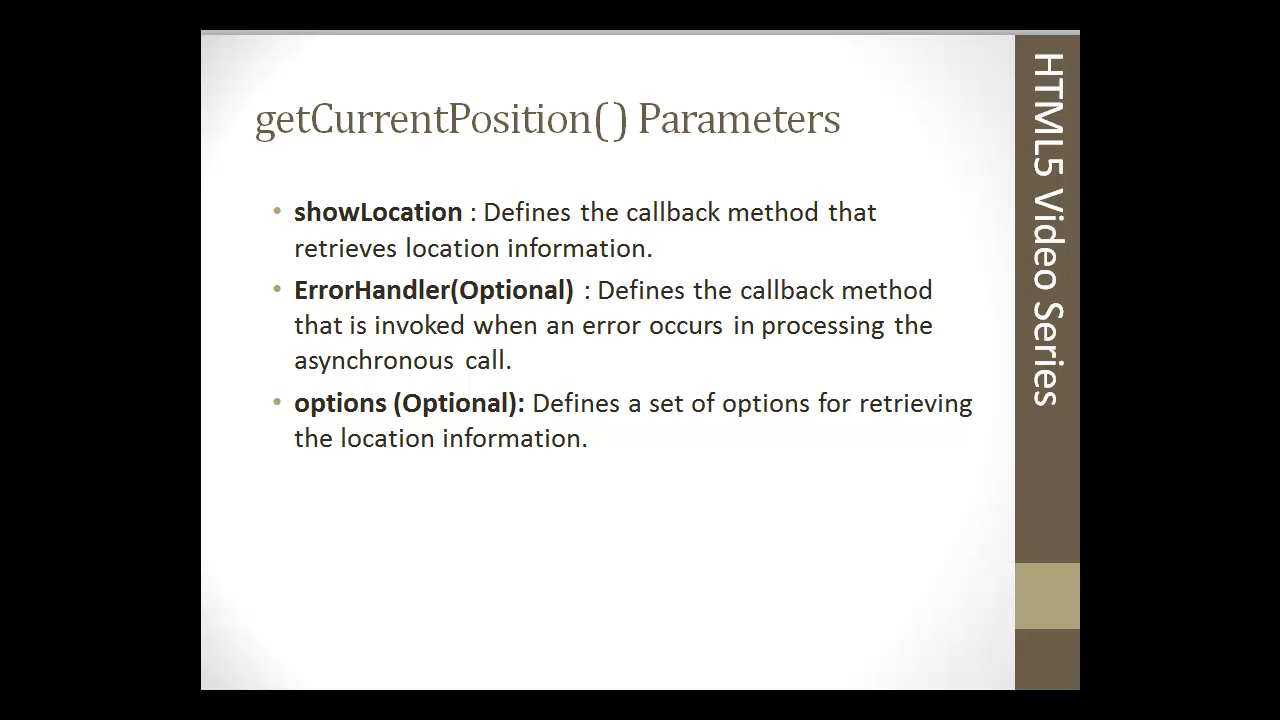 getCurrentPosition() Parameters
• showLocation : Defines the callback method that
retrieves location information.
• ErrorHandler(Optional) : Defines the callback method
that is invoked when an error occurs in processing the
asynchronous call.
• options (Optional): Defines a set of options for retrieving
the location information.
HTML5 Video Series